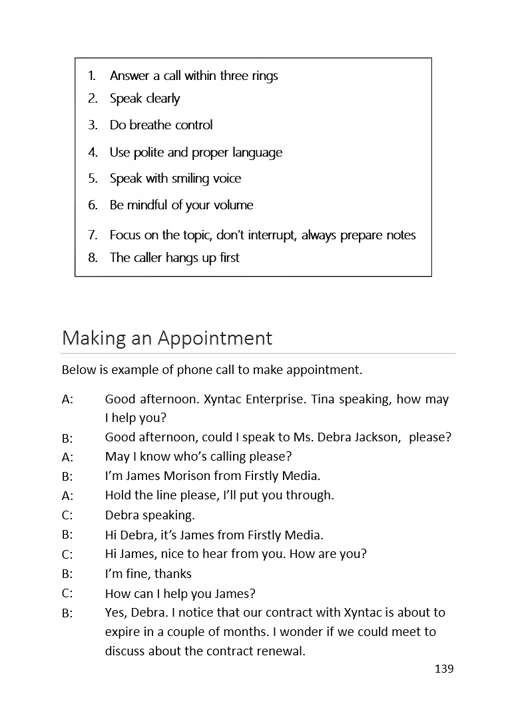 1. Answer a call within three rings
2. Speak clearly
3. Do breathe control
4. Use polite and proper language
5. Speak with smiling voice
6. Be mindful of your volume
7. Focus on the topic, don't interrupt, always prepare notes
8. The caller hangs up first
Making an Appointment
Below is example of phone call to make appointment.
A: Good afternoon. Xyntac Enterprise. Tina speaking, how may
I help you?
B: Good afternoon, could I speak to Ms. Debra Jackson, please?
A: May I know who's calling please?
B: I'm James Morison from Firstly Media.
A: Hold the line please, I'll put you through.
C: Debra speaking.
B: Hi Debra, it's James from Firstly Media.
C: Hi James, nice to hear from you. How are you?
B: I'm fine, thanks
C: How can I help you James?
B: Yes, Debra. I notice that our contract with Xyntac is about to
expire in a couple of months. I wonder if we could meet to
discuss about the contract renewal.
139